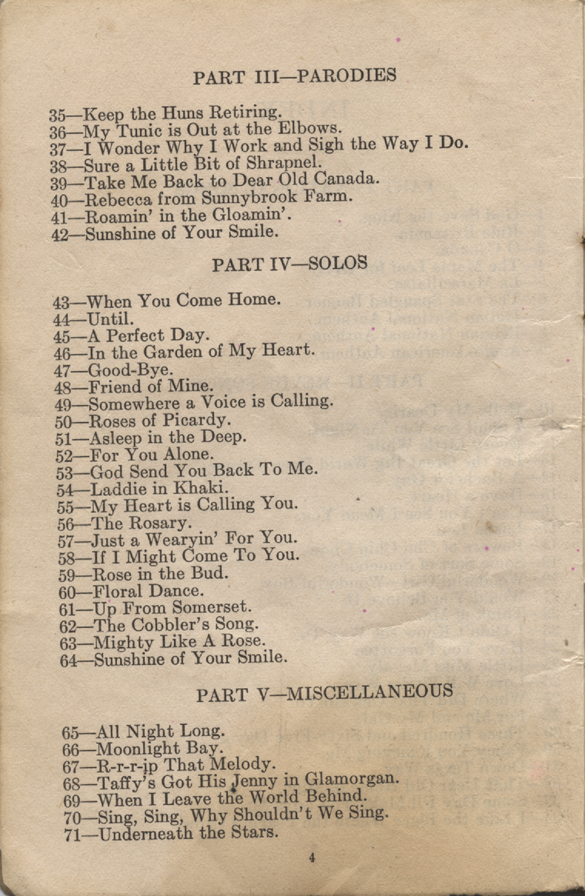 PART III—PARODIES
35—Keep the Huns Retiring.
36—My Tunic is Out at the Elbows.
37—I Wonder Why I Work and Sigh the Way I Do.
38—Sure a Little Bit of Shrapnel.
39—Take Me Back to Dear Old Canada.
40—Rebecca from Sunnybrook Farm.
41—Roamin' in the Gloamin'.
42—Sunshine of Your Smile.
PART IV—SOLOS
43—When You Come Home.
44—Until.
45—A Perfect Day.
46—In the Garden of My Heart.
47—Good-Bye.
48—Friend of Mine.
49—Somewhere a Voice is Calling.
50—Roses of Picardy.
51—Asleep in the Deep.
52—For You Alone.
53—God Send You Back To Me.
54—Laddie in Khaki.
55—My Heart is Calling You.
56—The Rosary.
57—Just a Wearyin' For You.
58—If I Might Come To You.
59—Rose in the Bud.
60—Floral Dance.
61—Up From Somerset.
62—The Cobbler's Song.
63—Mighty Like A Rose.
64—Sunshine of Your Smile.
PART V—MISCELLANEOUS
65—All Night Long.
66—Moonlight Bay.
67—R-r-r-ip That Melody.
68—Taffy's Got His Jenny in Glamorgan.
69—When I Leave the World Behind.
70—Sing, Sing, Why Shouldn't We Sing.
71—Underneath the Stars.
4